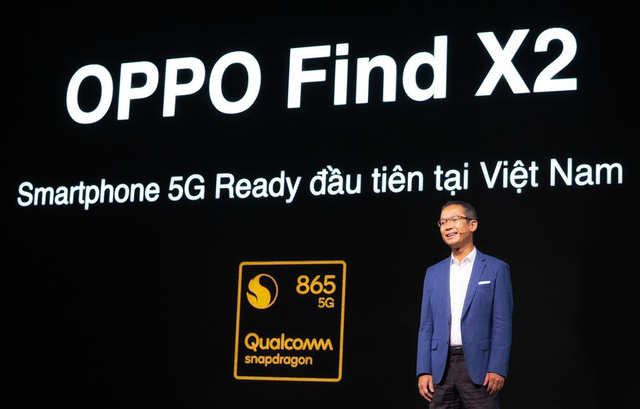 OPPO Find X2
Smartphone 5G Ready đầu tiên tại Việt Nam
865
5G
Qualcomm
snapdragon